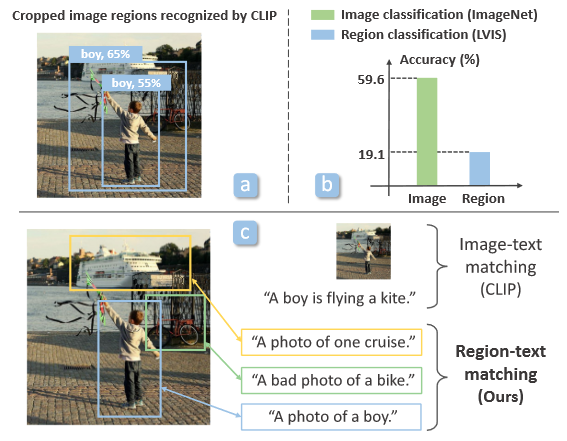 Cropped image regions recognized by CLIP
boy, 65%
boy, 55%
a
Image classification (ImageNet)
Region classification (LVIS)
Accuracy (%)
59.6
19.1
Image Region
b
c
"A boy is flying a kite."
Image-text
matching
(CLIP)
"A photo of one cruise."
"A bad photo of a bike."
"A photo of a boy."
Region-text
matching
(Ours)